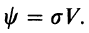 ψ = σV.